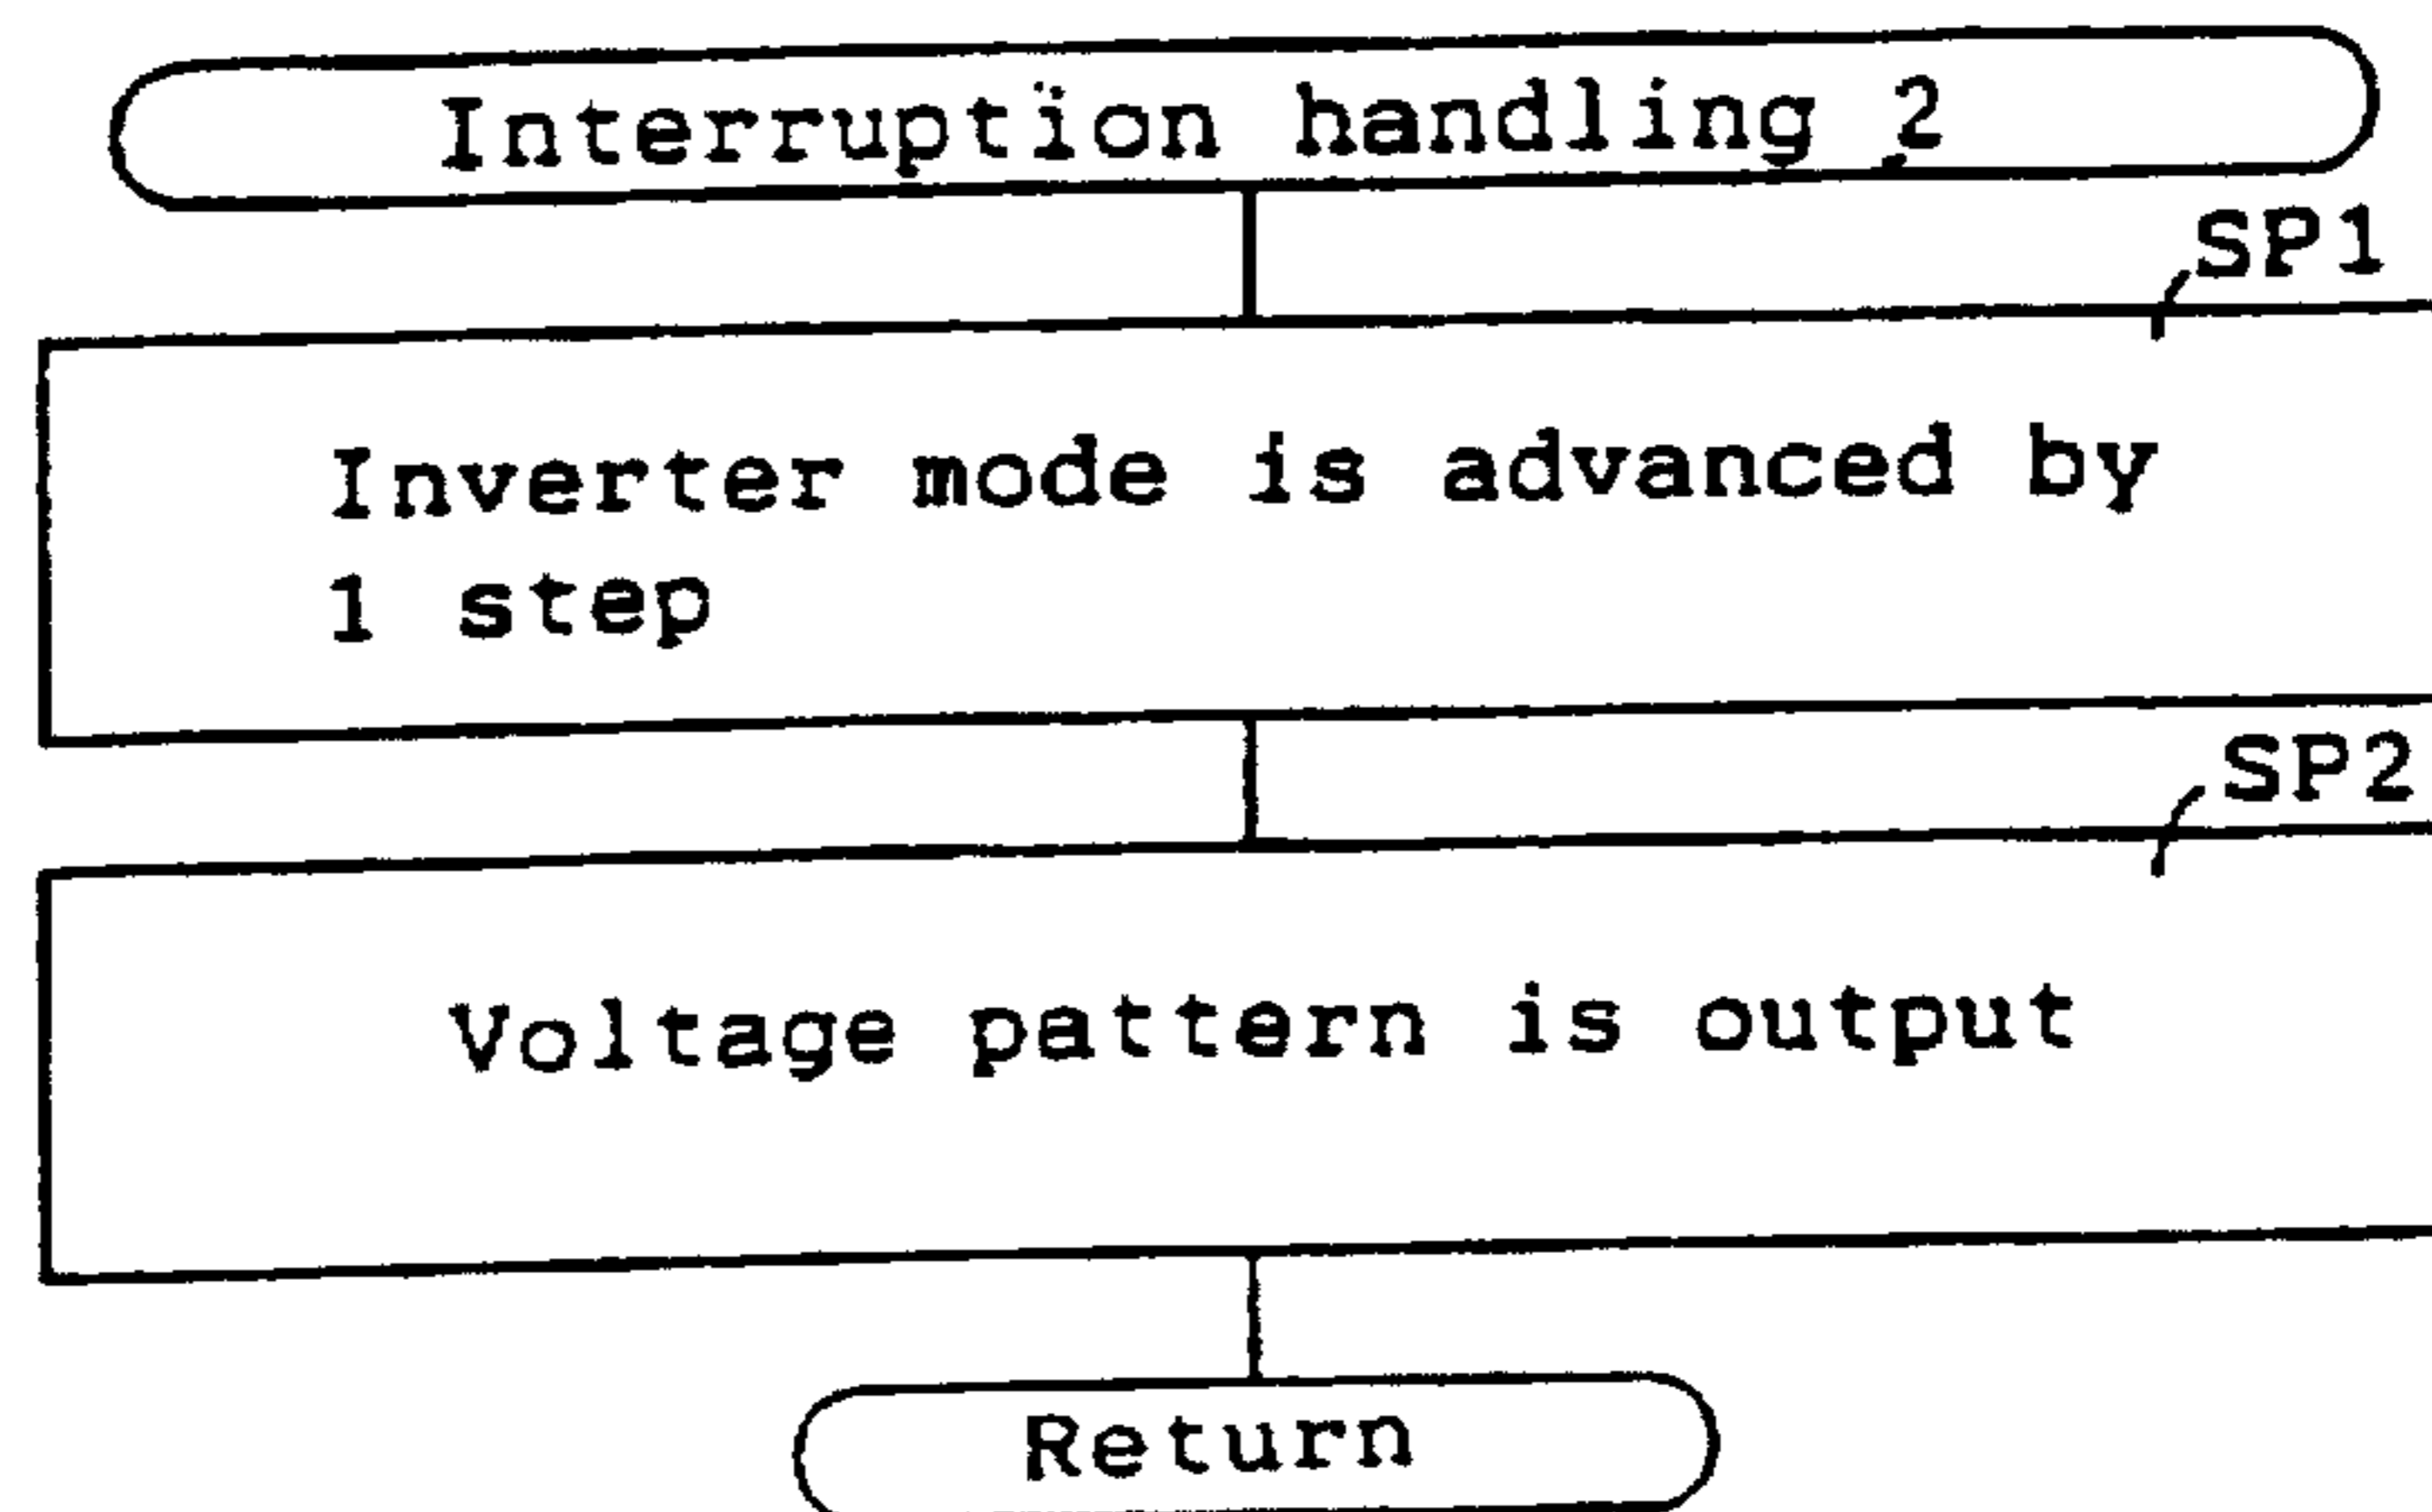 Interruption handling 2
SP1
Inverter mode is advanced by
1 step
SP2
Voltage pattern is output
Return